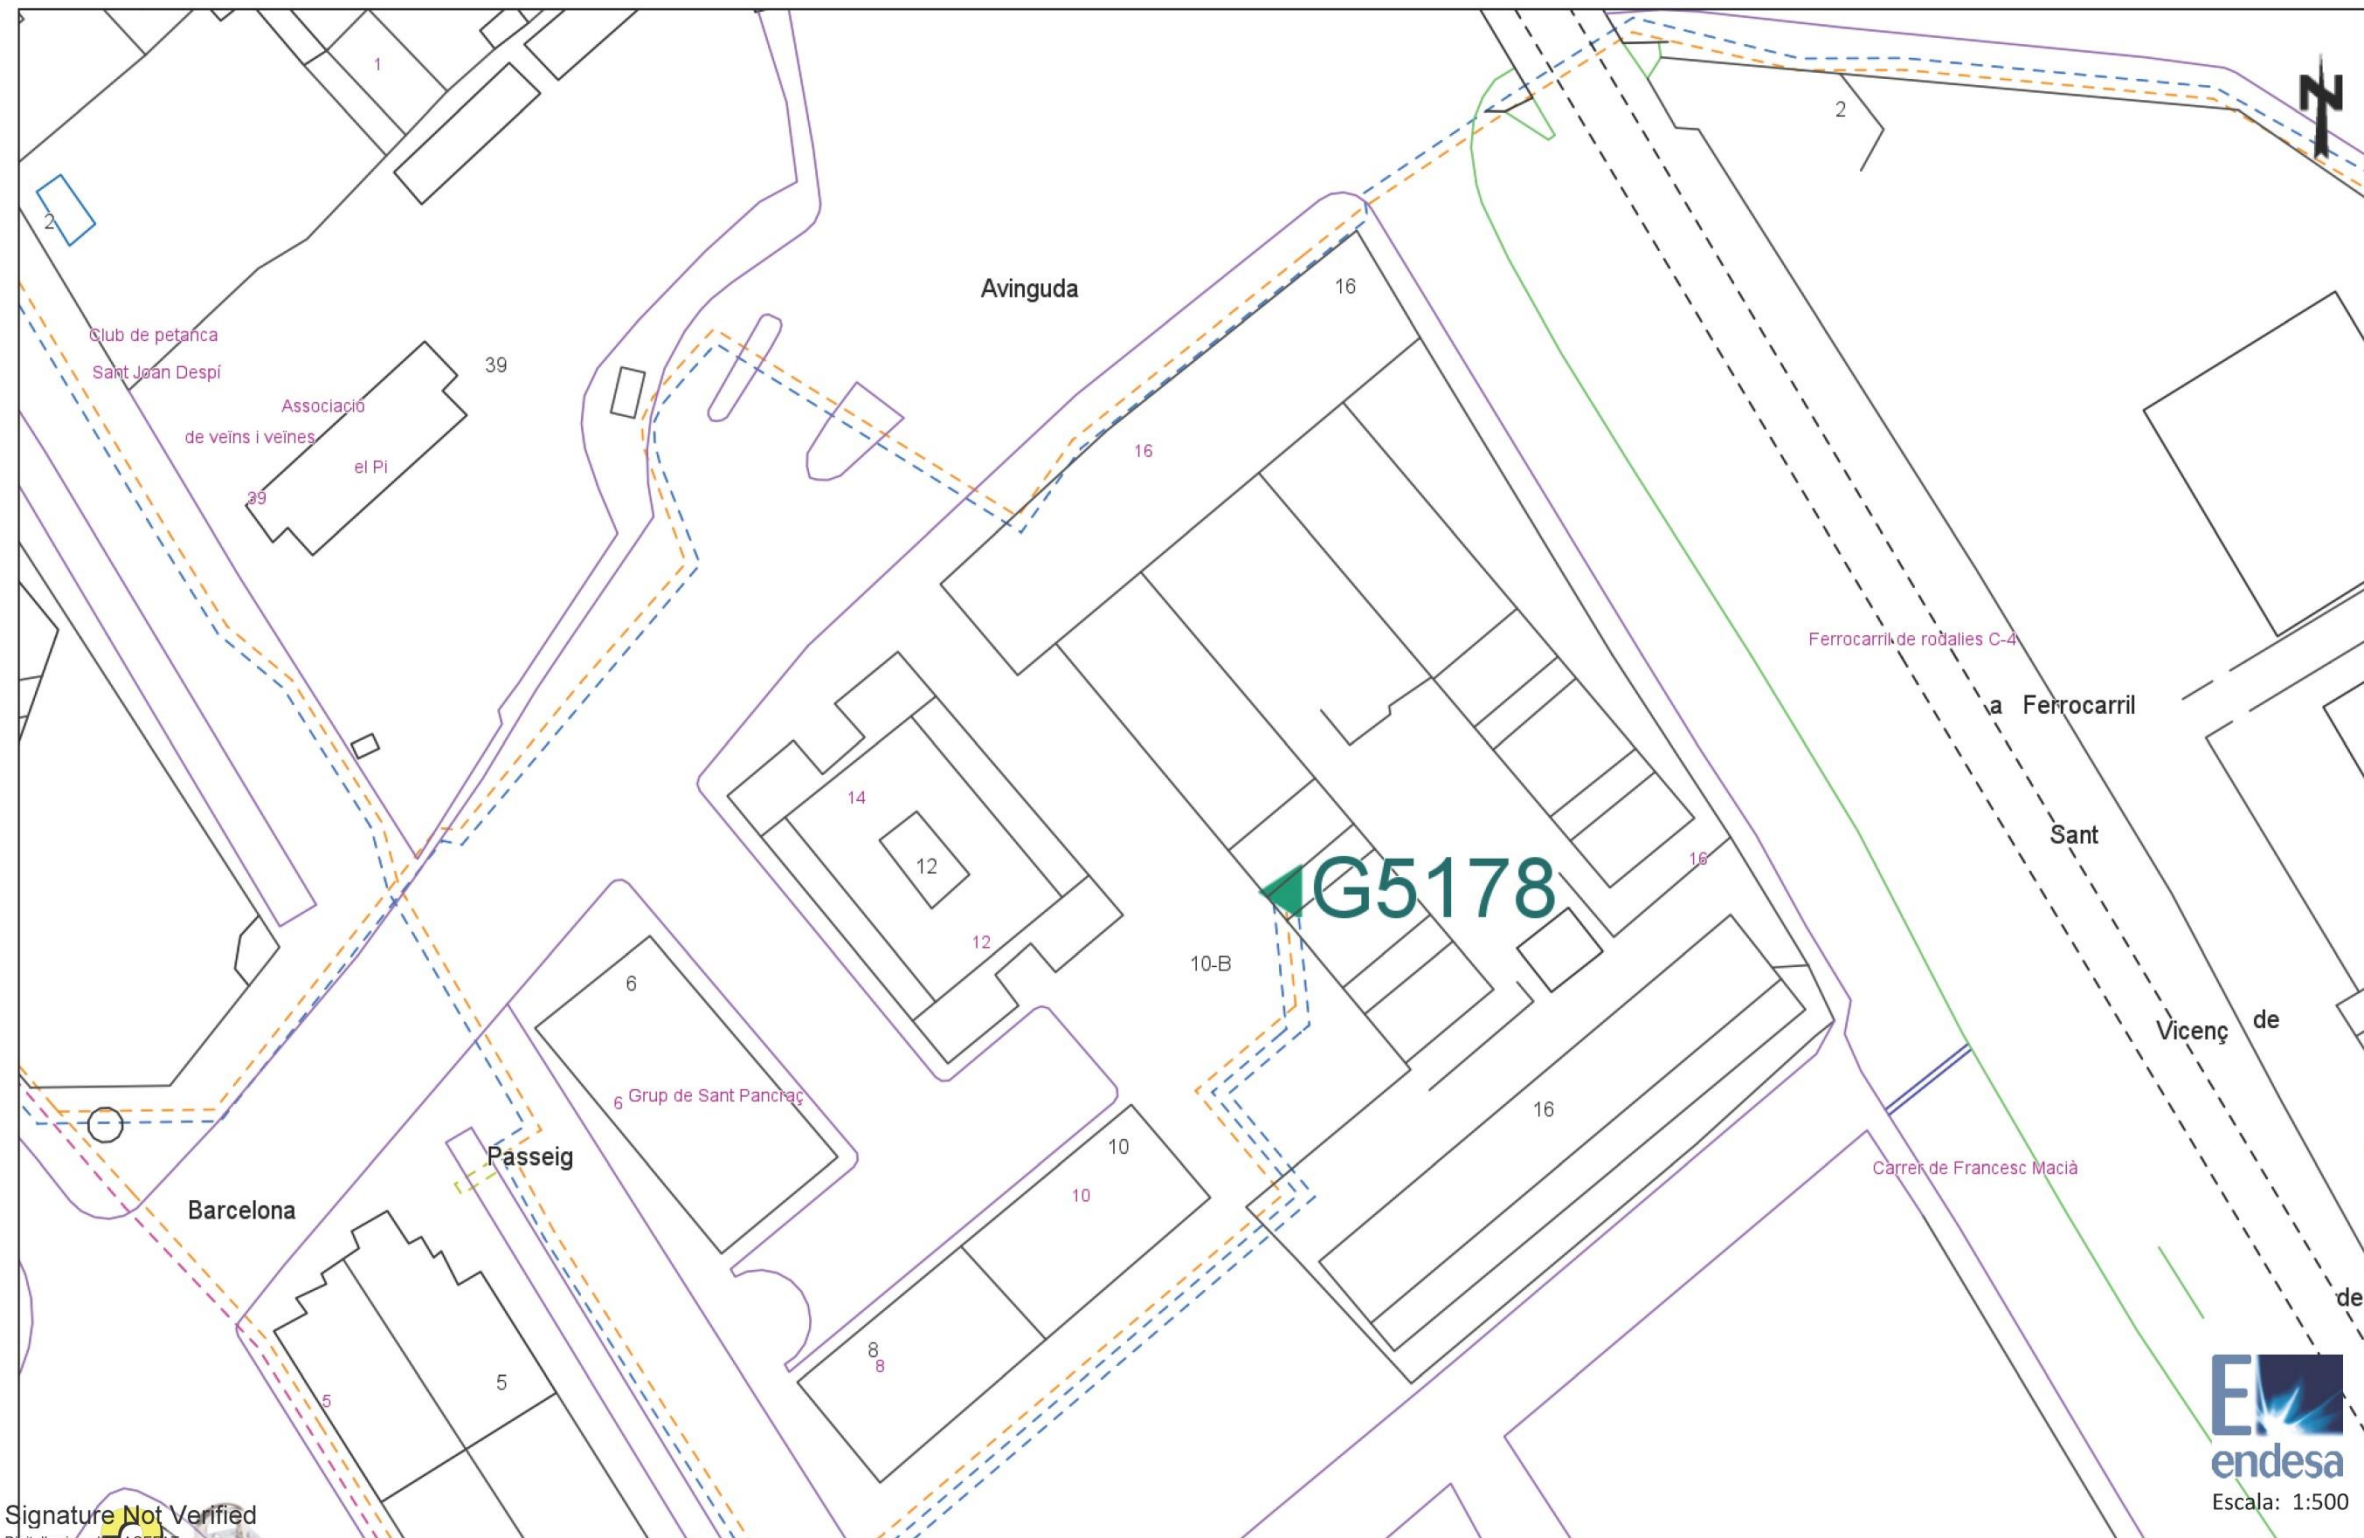 1
2
2
N
Avinguda
16
Club de petanca
Sant Joan Despí
39
Associació
de veïns i veïnes
el Pi
39
16
Ferrocarril de rodalies C-4
a Ferrocarril
14
12
12
Sant
16
G5178
10-B
6
Vicenç de
6 Grup de Sant Pancraç
16
10
Passeig
Carrer de Francesc Macià
10
Barcelona
de
8
8
5
5
E
endesa
Escala: 1:500
Signature Not Verified